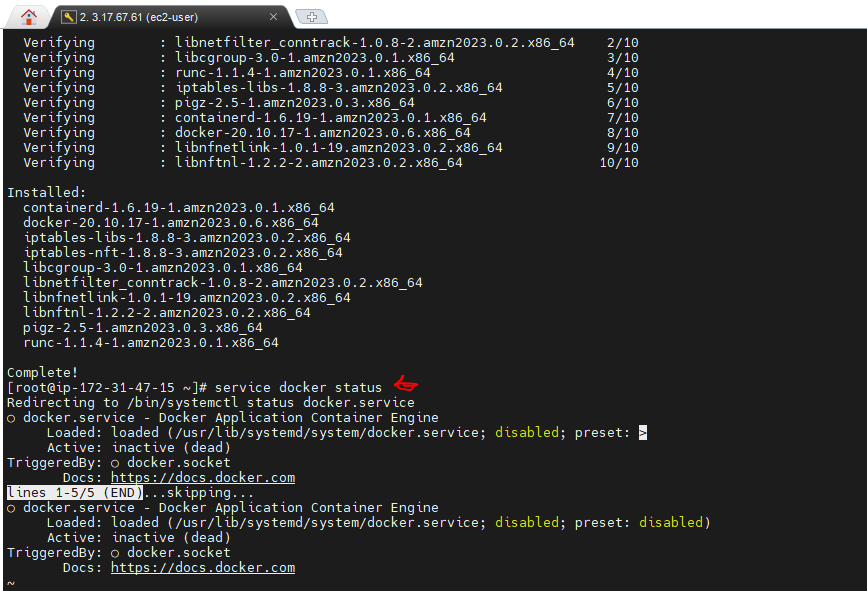 2. 3.17.67.61 (ec2-user)
Verifying : libnetfilter_conntrack-1.0.8-2.amzn2023.0.2.x86_64 2/10
Verifying : libcgroup-3.0-1.amzn2023.0.1.x86_64 3/10
Verifying : runc-1.1.4-1.amzn2023.0.1.x86_64 4/10
Verifying : iptables-libs-1.8.8-3.amzn2023.0.2.x86_64 5/10
Verifying : pigz-2.5-1.amzn2023.0.3.x86_64 6/10
Verifying : containerd-1.6.19-1.amzn2023.0.1.x86_64 7/10
Verifying : docker-20.10.17-1.amzn2023.0.6.x86_64 8/10
Verifying : libnfnetlink-1.0.1-19.amzn2023.0.2.x86_64 9/10
Verifying : libnftnl-1.2.2-2.amzn2023.0.2.x86_64 10/10
Installed:
containerd-1.6.19-1.amzn2023.0.1.x86_64
docker-20.10.17-1.amzn2023.0.6.x86_64
iptables-libs-1.8.8-3.amzn2023.0.2.x86_64
iptables-nft-1.8.8-3.amzn2023.0.2.x86_64
libcgroup-3.0-1.amzn2023.0.1.x86_64
libnetfilter_conntrack-1.0.8-2.amzn2023.0.2.x86_64
libnfnetlink-1.0.1-19.amzn2023.0.2.x86_64
libnftnl-1.2.2-2.amzn2023.0.2.x86_64
pigz-2.5-1.amzn2023.0.3.x86_64
runc-1.1.4-1.amzn2023.0.1.x86_64
Complete!
[root@ip-172-31-47-15 ~]# service docker status
Redirecting to /bin/systemctl status docker.service
○ docker.service - Docker Application Container Engine
Loaded: loaded (/usr/lib/systemd/system/docker.service; disabled; preset: >
Active: inactive (dead)
TriggeredBy: ○ docker.socket
Docs: https://docs.docker.com
lines 1-5/5 (END)...skipping...
○ docker.service - Docker Application Container Engine
Loaded: loaded (/usr/lib/systemd/system/docker.service; disabled; preset: disabled)
Active: inactive (dead)
TriggeredBy: ○ docker.socket
Docs: https://docs.docker.com
~